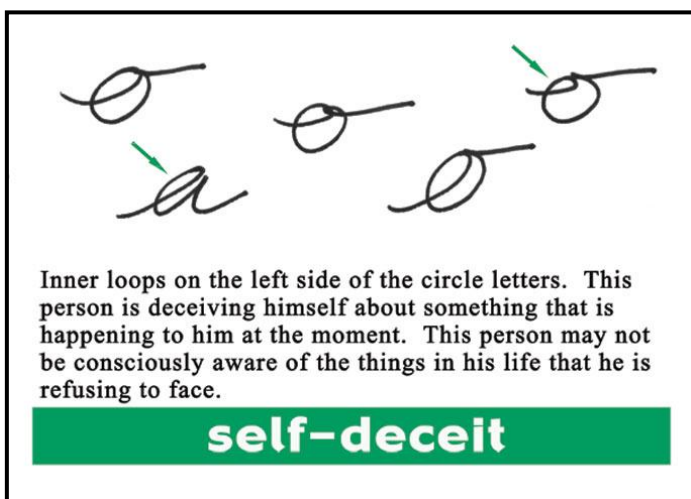 o o o
a o
Inner loops on the left side of the circle letters. This
person is deceiving himself about something that is
happening to him at the moment. This person may not
be consciously aware of the things in his life that he is
refusing to face.
self-deceit